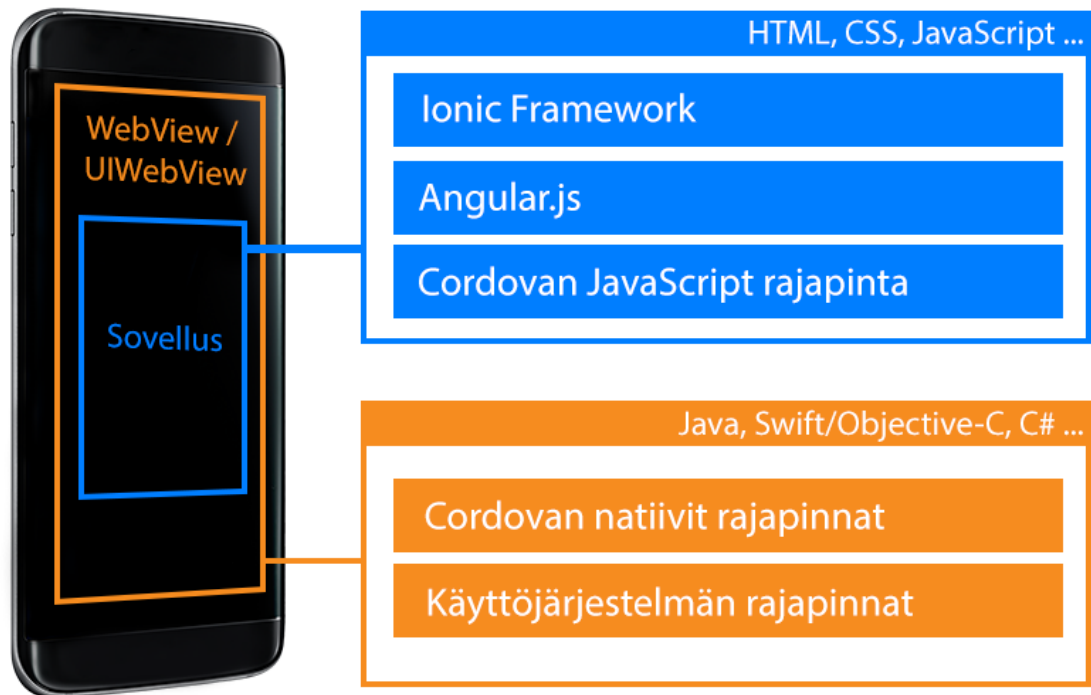 WebView /
UIWebView
Sovellus
HTML, CSS, JavaScript ...
Ionic Framework
Angular.js
Cordovan JavaScript rajapinta
Java, Swift/Objective-C, C# ...
Cordovan natiivit rajapinnat
Käyttöjärjestelmän rajapinnat